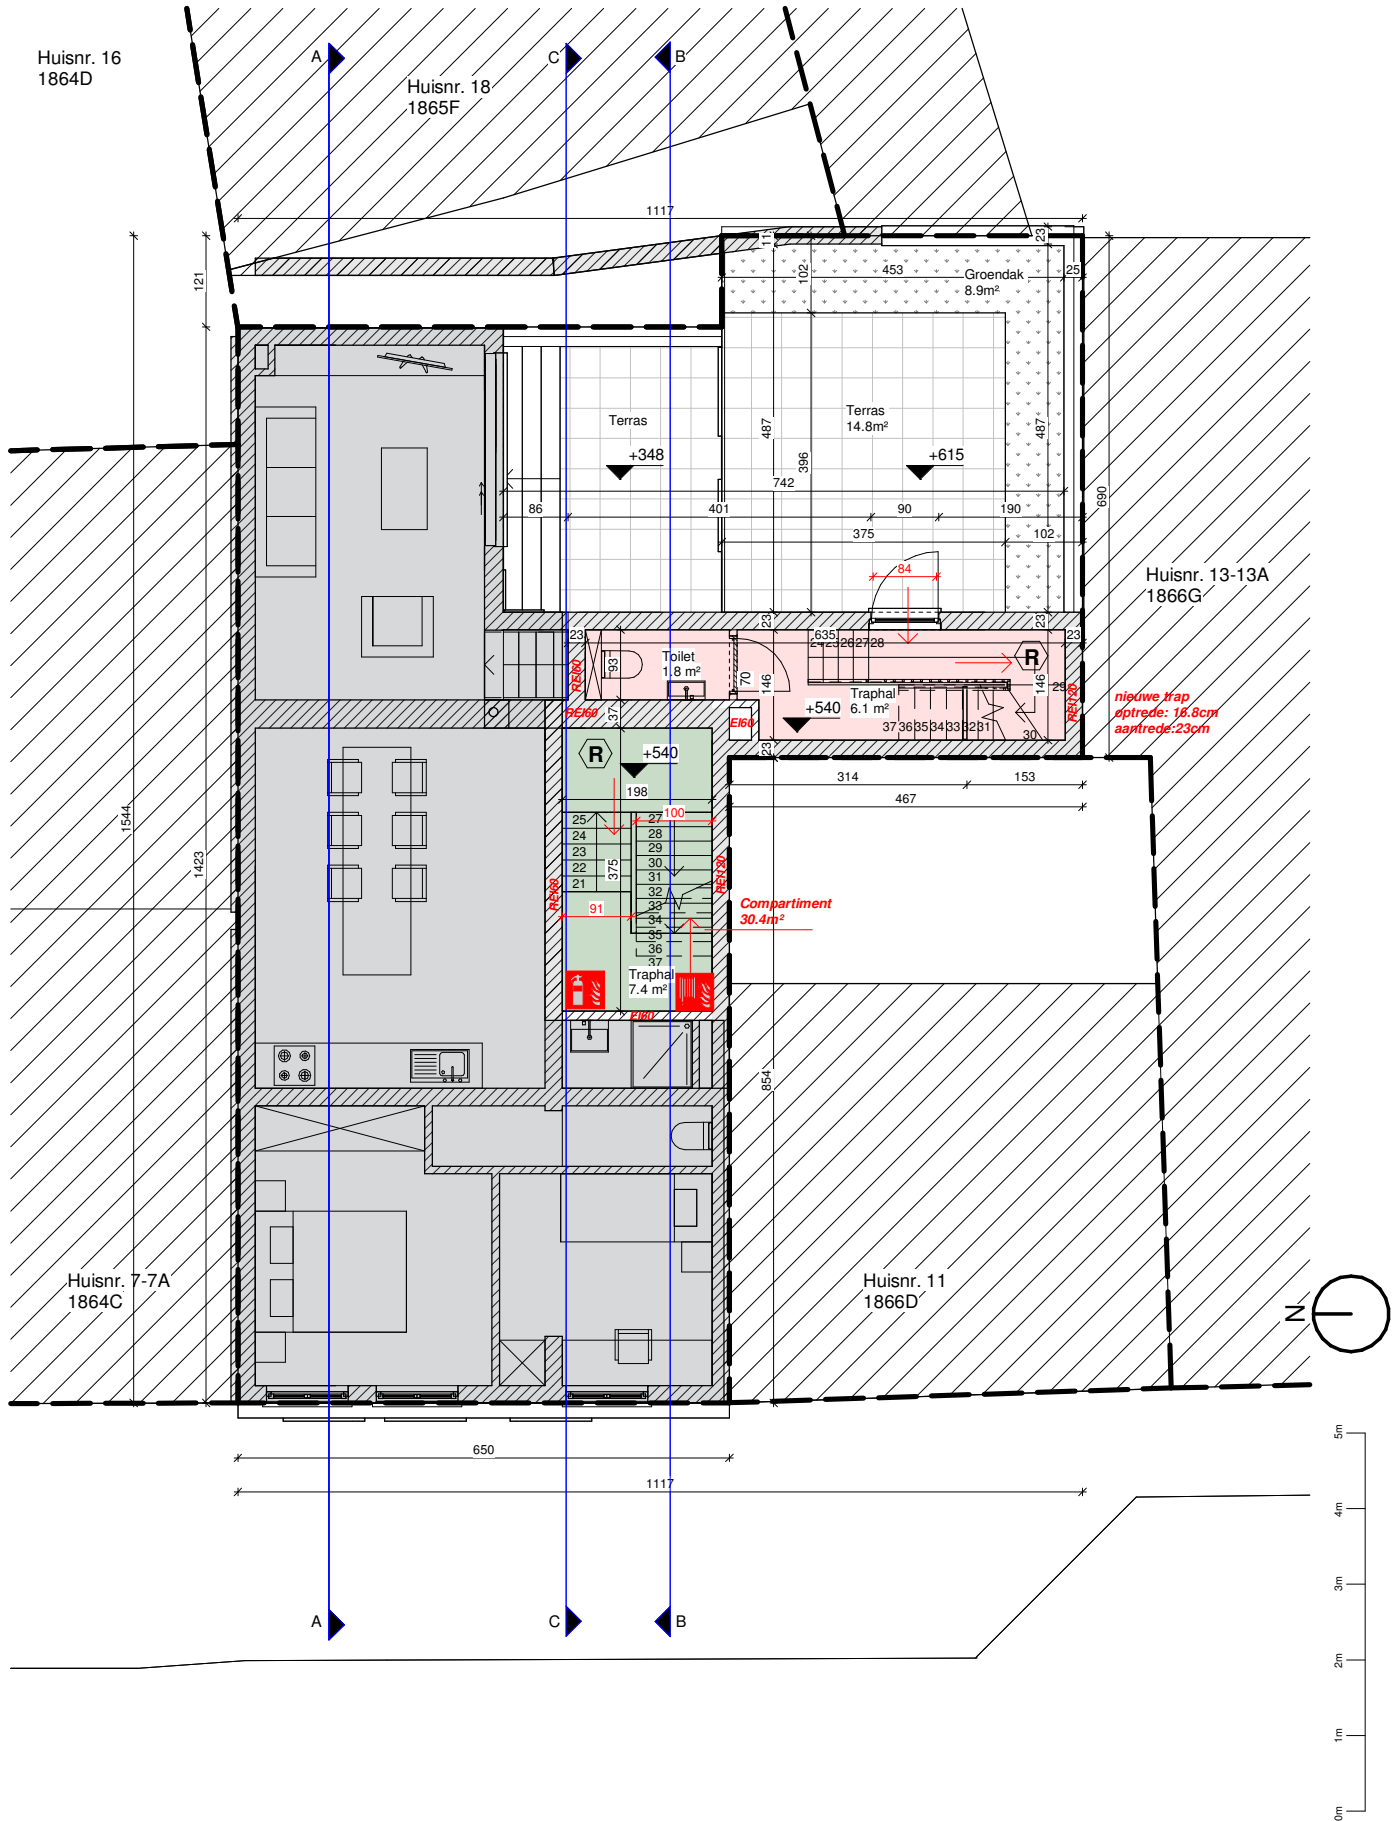 Huisnr. 16
1864D
A
C
B
Huisnr. 18
1865F
1117
121
11
23
102
453
25
Groendak
8.9m²
Terras
+348
Terras
14.8m²
+615
487
396
487
742
86
401
90
190
375
102
690
84
Huisnr. 13-13A
1866G
23
23
23
635
23
93
Toilet
1.8 m²
70
146
24 25 26 27 28
R
146
29
REI60
REI120
REI60
37
EI60
+540
Traphal
6.1 m²
37 36 35 34 33 32 31
30
nieuwe trap
optrede: 16.8cm
aantrede:23cm
23
R
+540
198
100
314
153
467
1544
1423
25
24
23
22
21
375
27
28
29
30
31
32
33
34
35
36
37
REI60
REI120
91
Compartiment
30.4m²
Traphal
7.4 m²
EI60
854
Huisnr. 7-7A
1864C
Huisnr. 11
1866D
N
650
1117
A
C
B
5m
4m
3m
2m
1m
0m